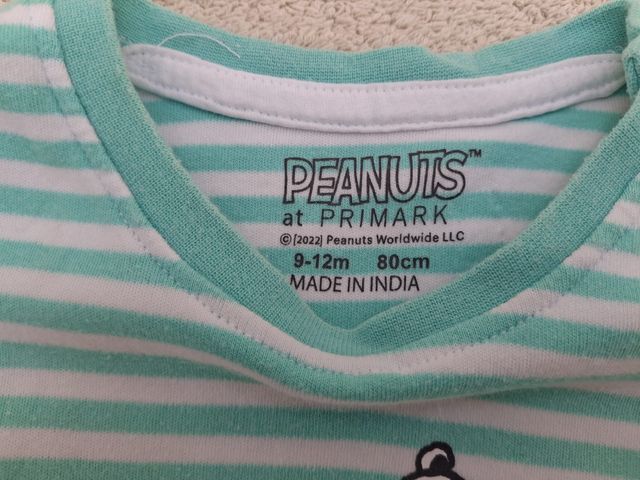 PEANUTS™
at PRIMARK
©[2022] Peanuts Worldwide LLC
9-12m 80cm
MADE IN INDIA